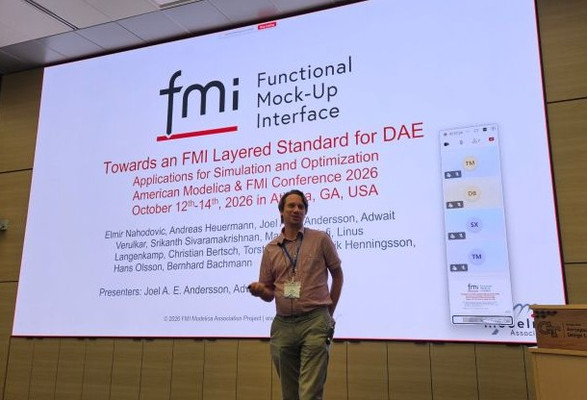 fmi Functional
Mock-Up
Interface
Towards an FMI Layered Standard for DAE
Applications for Simulation and Optimization
American Modelica & FMI Conference 2026
October 12th-14th, 2026 in GA, USA
Elmir Nahodovic, Andreas Heuermann, Joel Andersson, Adwait
Verulkar, Srikanth Sivaramakrishnan, Linus
Langenkamp, Christian Bertsch, Henningsson,
Hans Olsson, Bernhard Bachmann
Presenters: Joel A. E. Andersson,
© 2026 FMI Modelica Association Project |
TM
DB
SX
TM
fmi